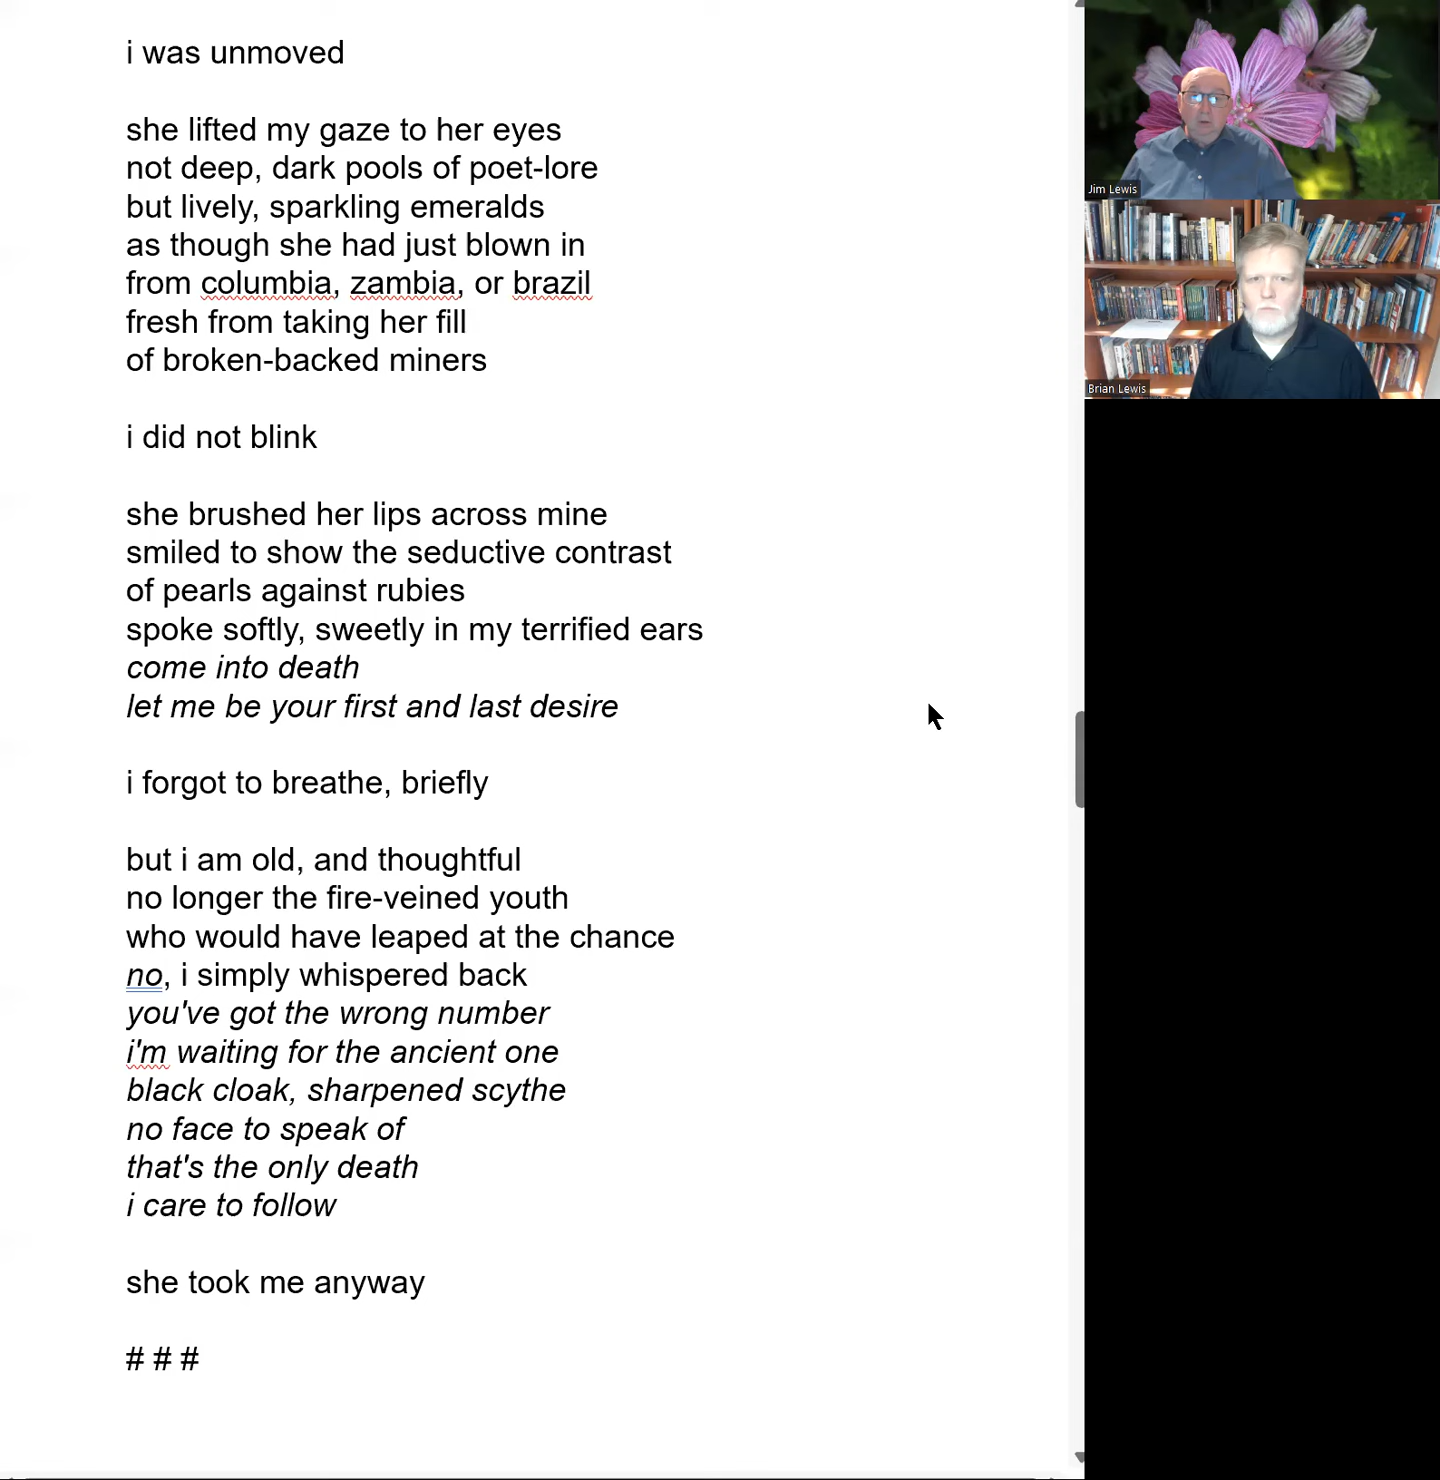 i was unmoved
she lifted my gaze to her eyes
not deep, dark pools of poet-lore
but lively, sparkling emeralds
as though she had just blown in
from columbia, zambia, or brazil
fresh from taking her fill
of broken-backed miners
i did not blink
she brushed her lips across mine
smiled to show the seductive contrast
of pearls against rubies
spoke softly, sweetly in my terrified ears
come into death
let me be your first and last desire
i forgot to breathe, briefly
but i am old, and thoughtful
no longer the fire-veined youth
who would have leaped at the chance
no, i simply whispered back
you've got the wrong number
i'm waiting for the ancient one
black cloak, sharpened scythe
no face to speak of
that's the only death
i care to follow
she took me anyway
# # #
Jim Lewis
Brian Lewis